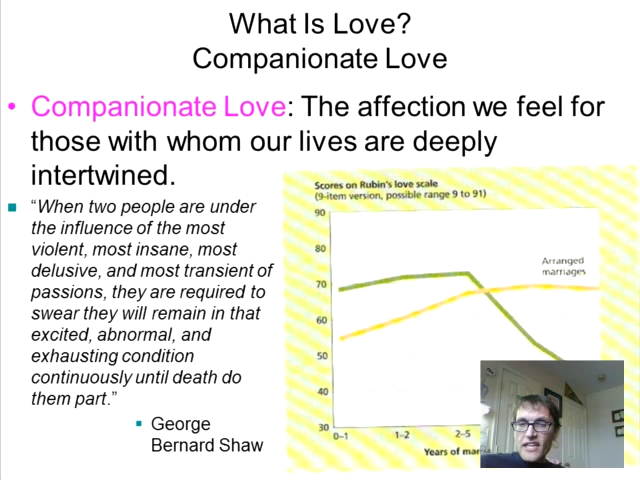 What Is Love?
Companionate Love
• Companionate Love: The affection we feel for
those with whom our lives are deeply
intertwined.
"When two people are under
the influence of the most
violent, most insane, most
delusive, and most transient of
passions, they are required to
swear they will remain in that
excited, abnormal, and
exhausting condition
continuously until death do
them part."
George
Bernard Shaw
Scores on Rubin's love scale
(9-item version, possible range 9 to 91)
90
80
70
60
50
40
30
Arranged
marriages
0–1
1–2
2–5
Years of